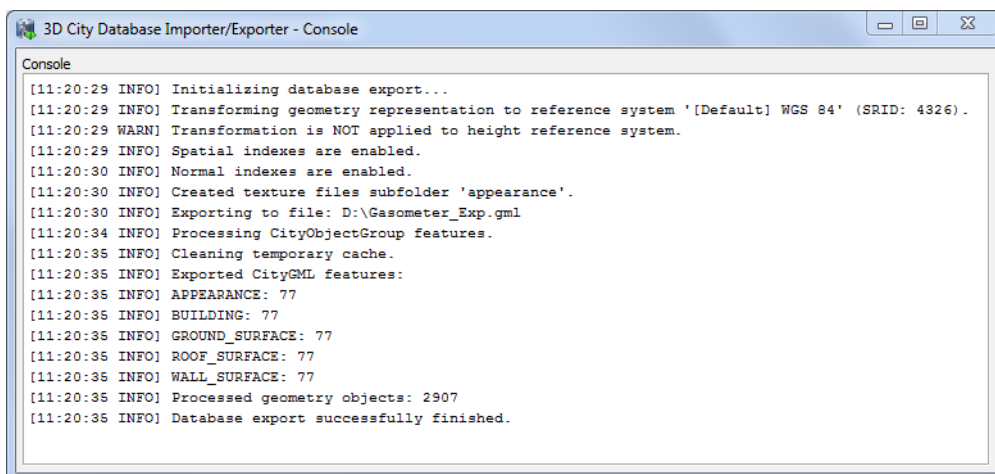 3D City Database Importer/Exporter - Console
Console
[11:20:29 INFO] Initializing database export...
[11:20:29 INFO] Transforming geometry representation to reference system '[Default] WGS 84' (SRID: 4326).
[11:20:29 WARN] Transformation is NOT applied to height reference system.
[11:20:29 INFO] Spatial indexes are enabled.
[11:20:30 INFO] Normal indexes are enabled.
[11:20:30 INFO] Created texture files subfolder 'appearance'.
[11:20:30 INFO] Exporting to file: D:\Gasometer_Exp.gml
[11:20:34 INFO] Processing CityObjectGroup features.
[11:20:35 INFO] Cleaning temporary cache.
[11:20:35 INFO] Exported CityGML features:
[11:20:35 INFO] APPEARANCE: 77
[11:20:35 INFO] BUILDING: 77
[11:20:35 INFO] GROUND_SURFACE: 77
[11:20:35 INFO] ROOF_SURFACE: 77
[11:20:35 INFO] WALL_SURFACE: 77
[11:20:35 INFO] Processed geometry objects: 2907
[11:20:35 INFO] Database export successfully finished.